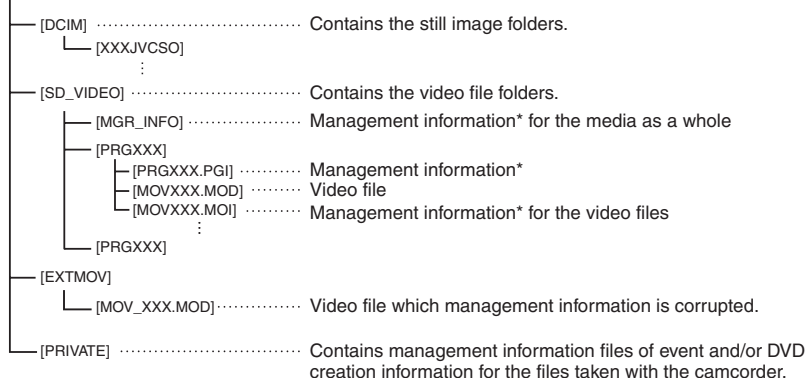 [DCIM] Contains the still image folders.
[XXXJVCSO]
[SD_VIDEO] Contains the video file folders.
[MGR_INFO] Management information* for the media as a whole
[PRGXXX]
[PRGXXX.PGI] Management information*
[MOVXXX.MOD] Video file
[MOVXXX.MOI] Management information* for the video files
[PRGXXX]
[EXTMOV]
[MOV_XXX.MOD] Video file which management information is corrupted.
[PRIVATE] Contains management information files of event and/or DVD
creation information for the files taken with the camcorder.